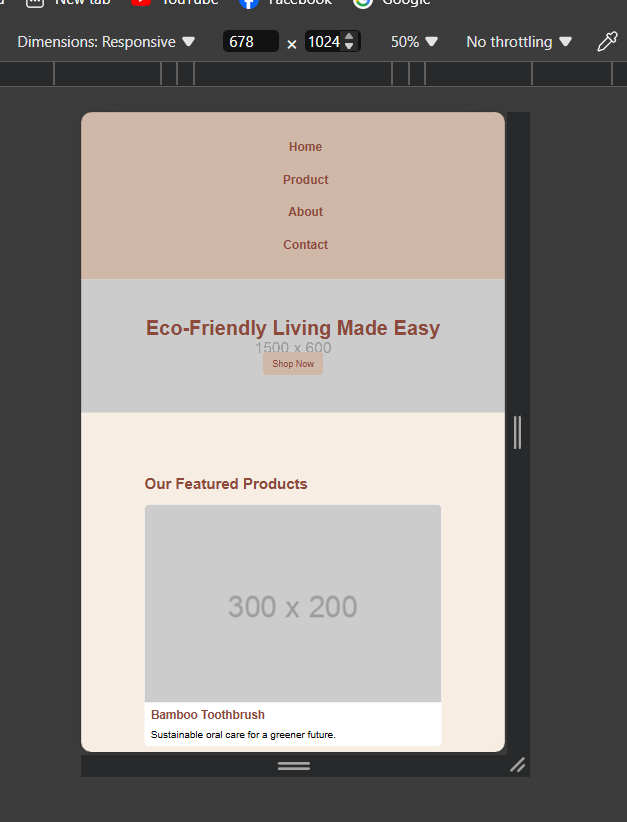 New tab YouTube Facebook Google
Dimensions: Responsive 678 × 1024 50% No throttling
Home
Product
About
Contact
Eco-Friendly Living Made Easy
1500 x 600
Shop Now
Our Featured Products
300 x 200
Bamboo Toothbrush
Sustainable oral care for a greener future.